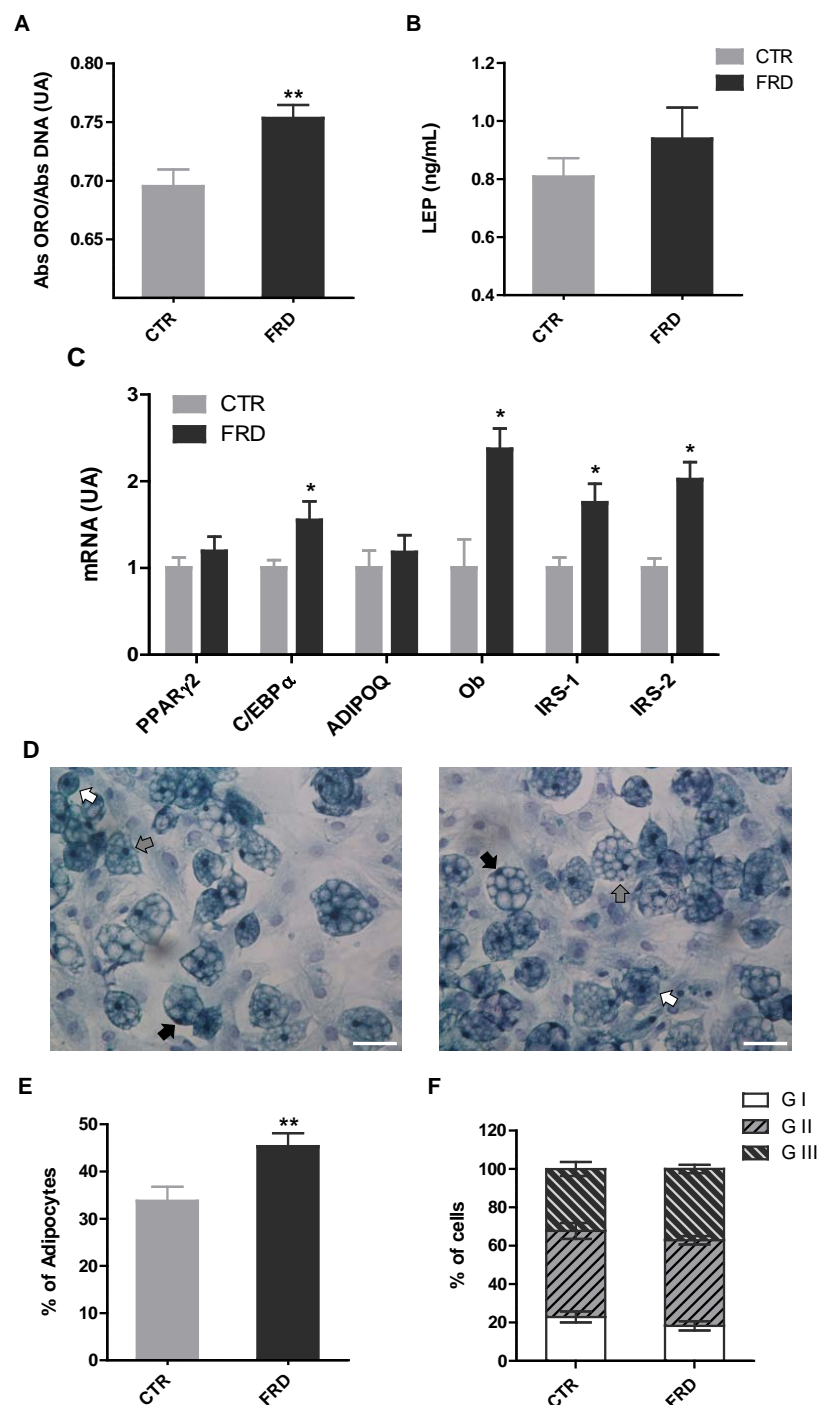 A
0.80
0.75
0.70
0.65
Abs ORO/Abs DNA (UA)
**
CTR
FRD
B
CTR
FRD
1.2
1.0
0.8
0.6
0.4
LEP (ng/mL)
CTR
FRD
C
3
2
1
0
mRNA (UA)
CTR
FRD
*
*
*
*
PPARγ2
C/EBPα
ADIPOQ
Ob
IRS-1
IRS-2
D
E
50
40
30
20
10
0
% of Adipocytes
**
CTR
FRD
F
G I
G II
G III
120
100
80
60
40
20
0
% of cells
CTR
FRD